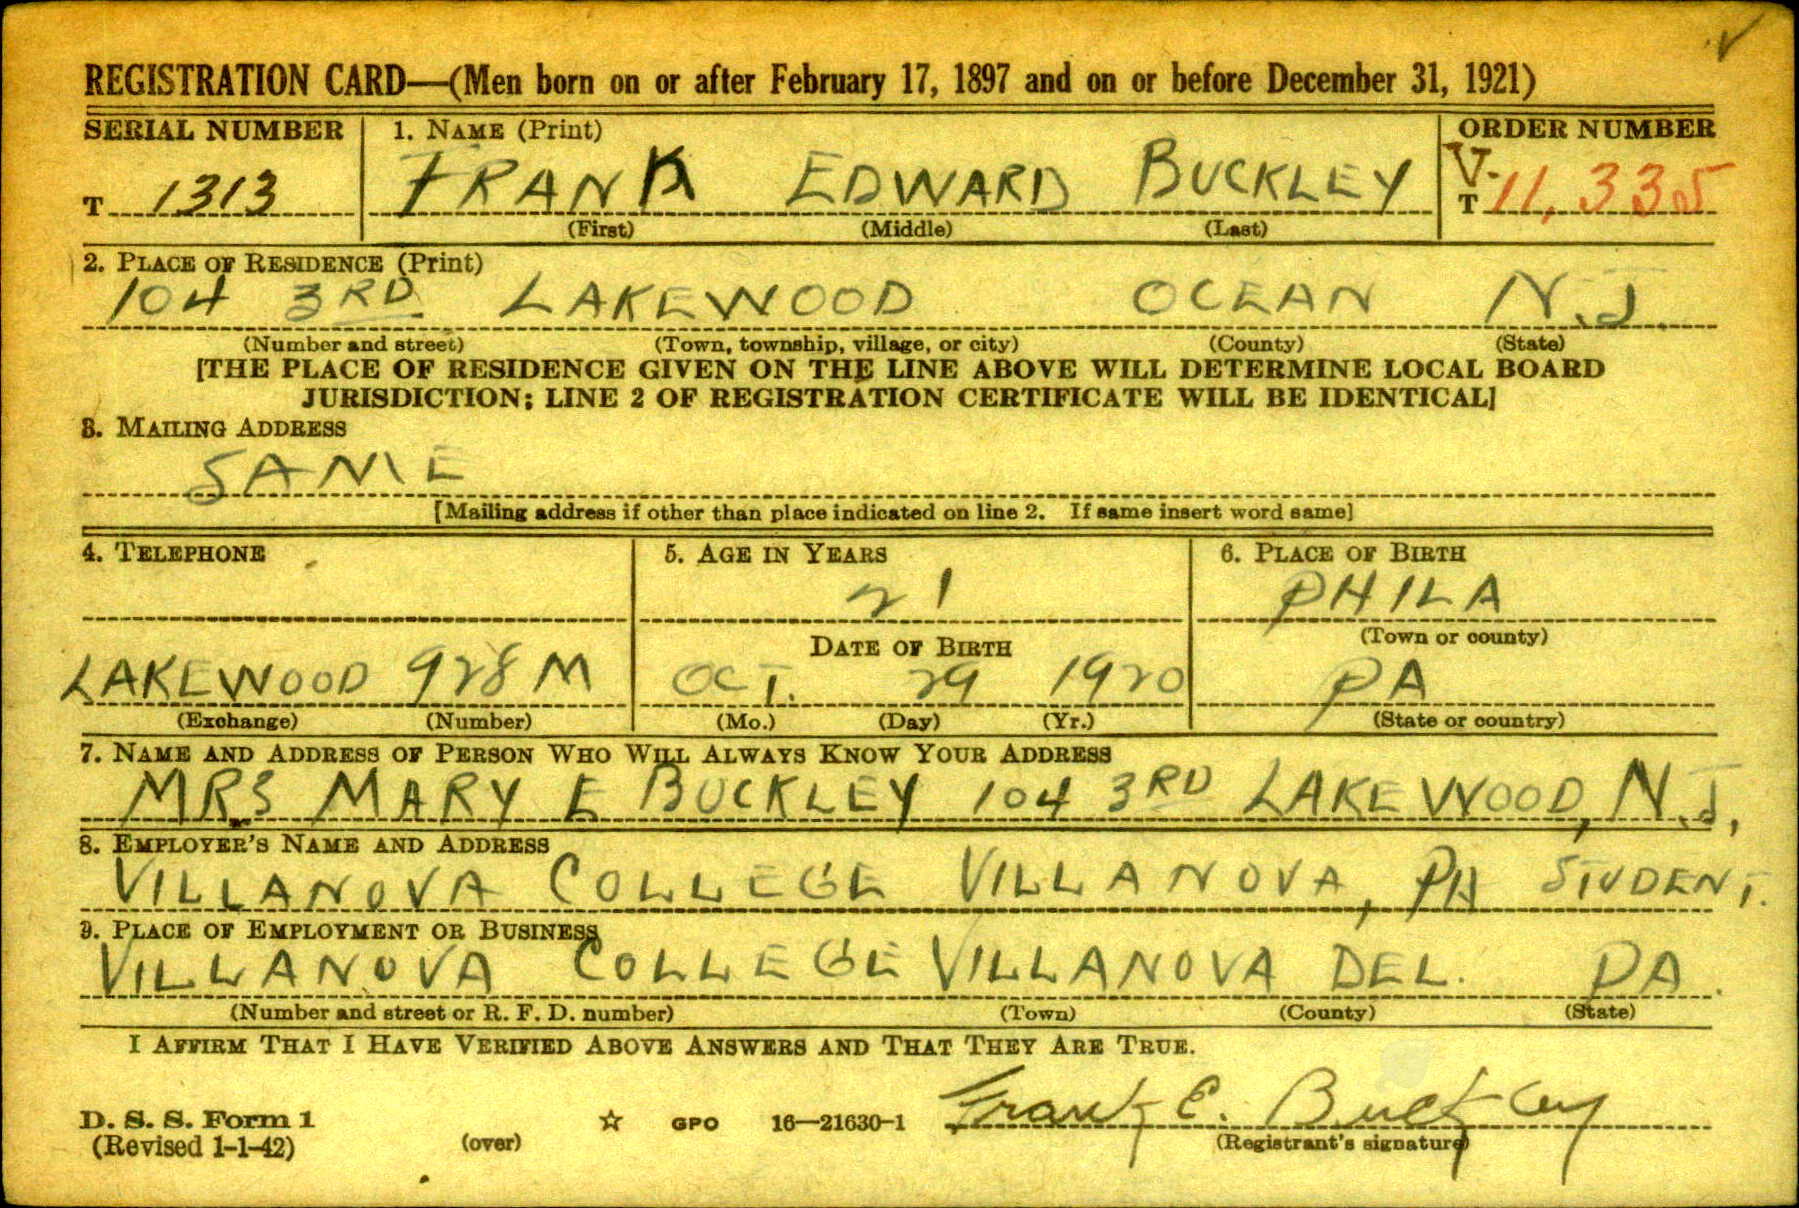 REGISTRATION CARD—(Men born on or after February 17, 1897 and on or before December 31, 1921)
SERIAL NUMBER 1. NAME (Print) ORDER NUMBER
T 1313 FRANK EDWARD BUCKLEY V- T 11,335
(First) (Middle) (Last)
2. PLACE OF RESIDENCE (Print)
104 3RD LAKEWOOD OCEAN N.J.
(Number and street) (Town, township, village, or city) (County) (State)
[THE PLACE OF RESIDENCE GIVEN ON THE LINE ABOVE WILL DETERMINE LOCAL BOARD
JURISDICTION; LINE 2 OF REGISTRATION CERTIFICATE WILL BE IDENTICAL]
3. MAILING ADDRESS
SAME
[Mailing address if other than place indicated on line 2. If same insert word same]
4. TELEPHONE 5. AGE IN YEARS 6. PLACE OF BIRTH
21 PHILA
DATE OF BIRTH (Town or county)
LAKEWOOD 928 M OCT. 29 1920 PA
(Exchange) (Number) (Mo.) (Day) (Yr.) (State or country)
7. NAME AND ADDRESS OF PERSON WHO WILL ALWAYS KNOW YOUR ADDRESS
MRS MARY E BUCKLEY 104 3RD LAKEWOOD, N.J.
8. EMPLOYER'S NAME AND ADDRESS
VILLANOVA COLLEGE VILLANOVA, PA STUDENT.
9. PLACE OF EMPLOYMENT OR BUSINESS
VILLANOVA COLLEGE VILLANOVA DEL. PA.
(Number and street or R. F. D. number) (Town) (County) (State)
I AFFIRM THAT I HAVE VERIFIED ABOVE ANSWERS AND THAT THEY ARE TRUE.
D. S. S. Form 1 ☆ GPO 16—21630-1 Frank E. Buckley
(Revised 1-1-42) (over) (Registrant's signature)